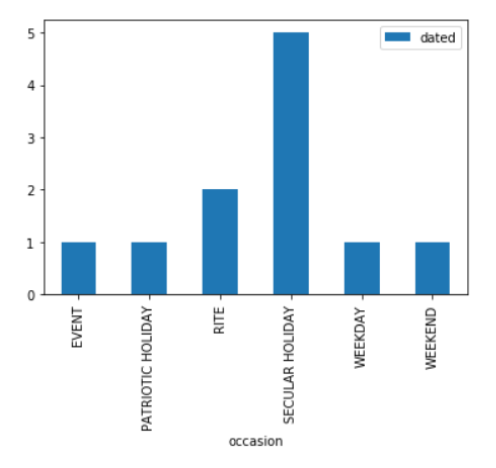 dated
5
4
3
2
1
0
EVENT
PATRIOTIC HOLIDAY
RITE
SECULAR HOLIDAY
WEEKDAY
WEEKEND
occasion